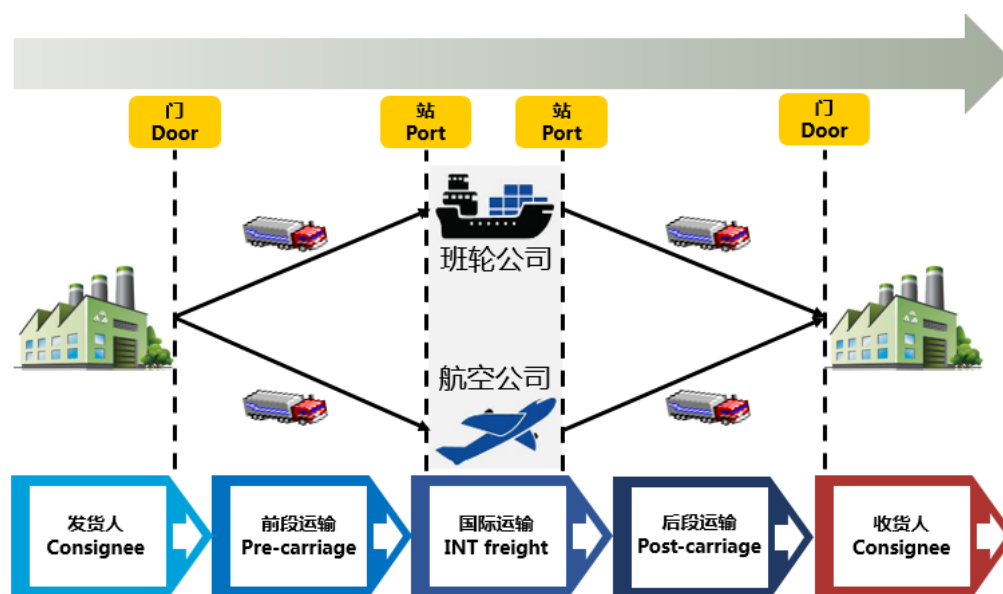 门
Door
站
Port
站
Port
门
Door
班轮公司
航空公司
发货人
Consignee
前段运输
Pre-carriage
国际运输
INT freight
后段运输
Post-carriage
收货人
Consignee